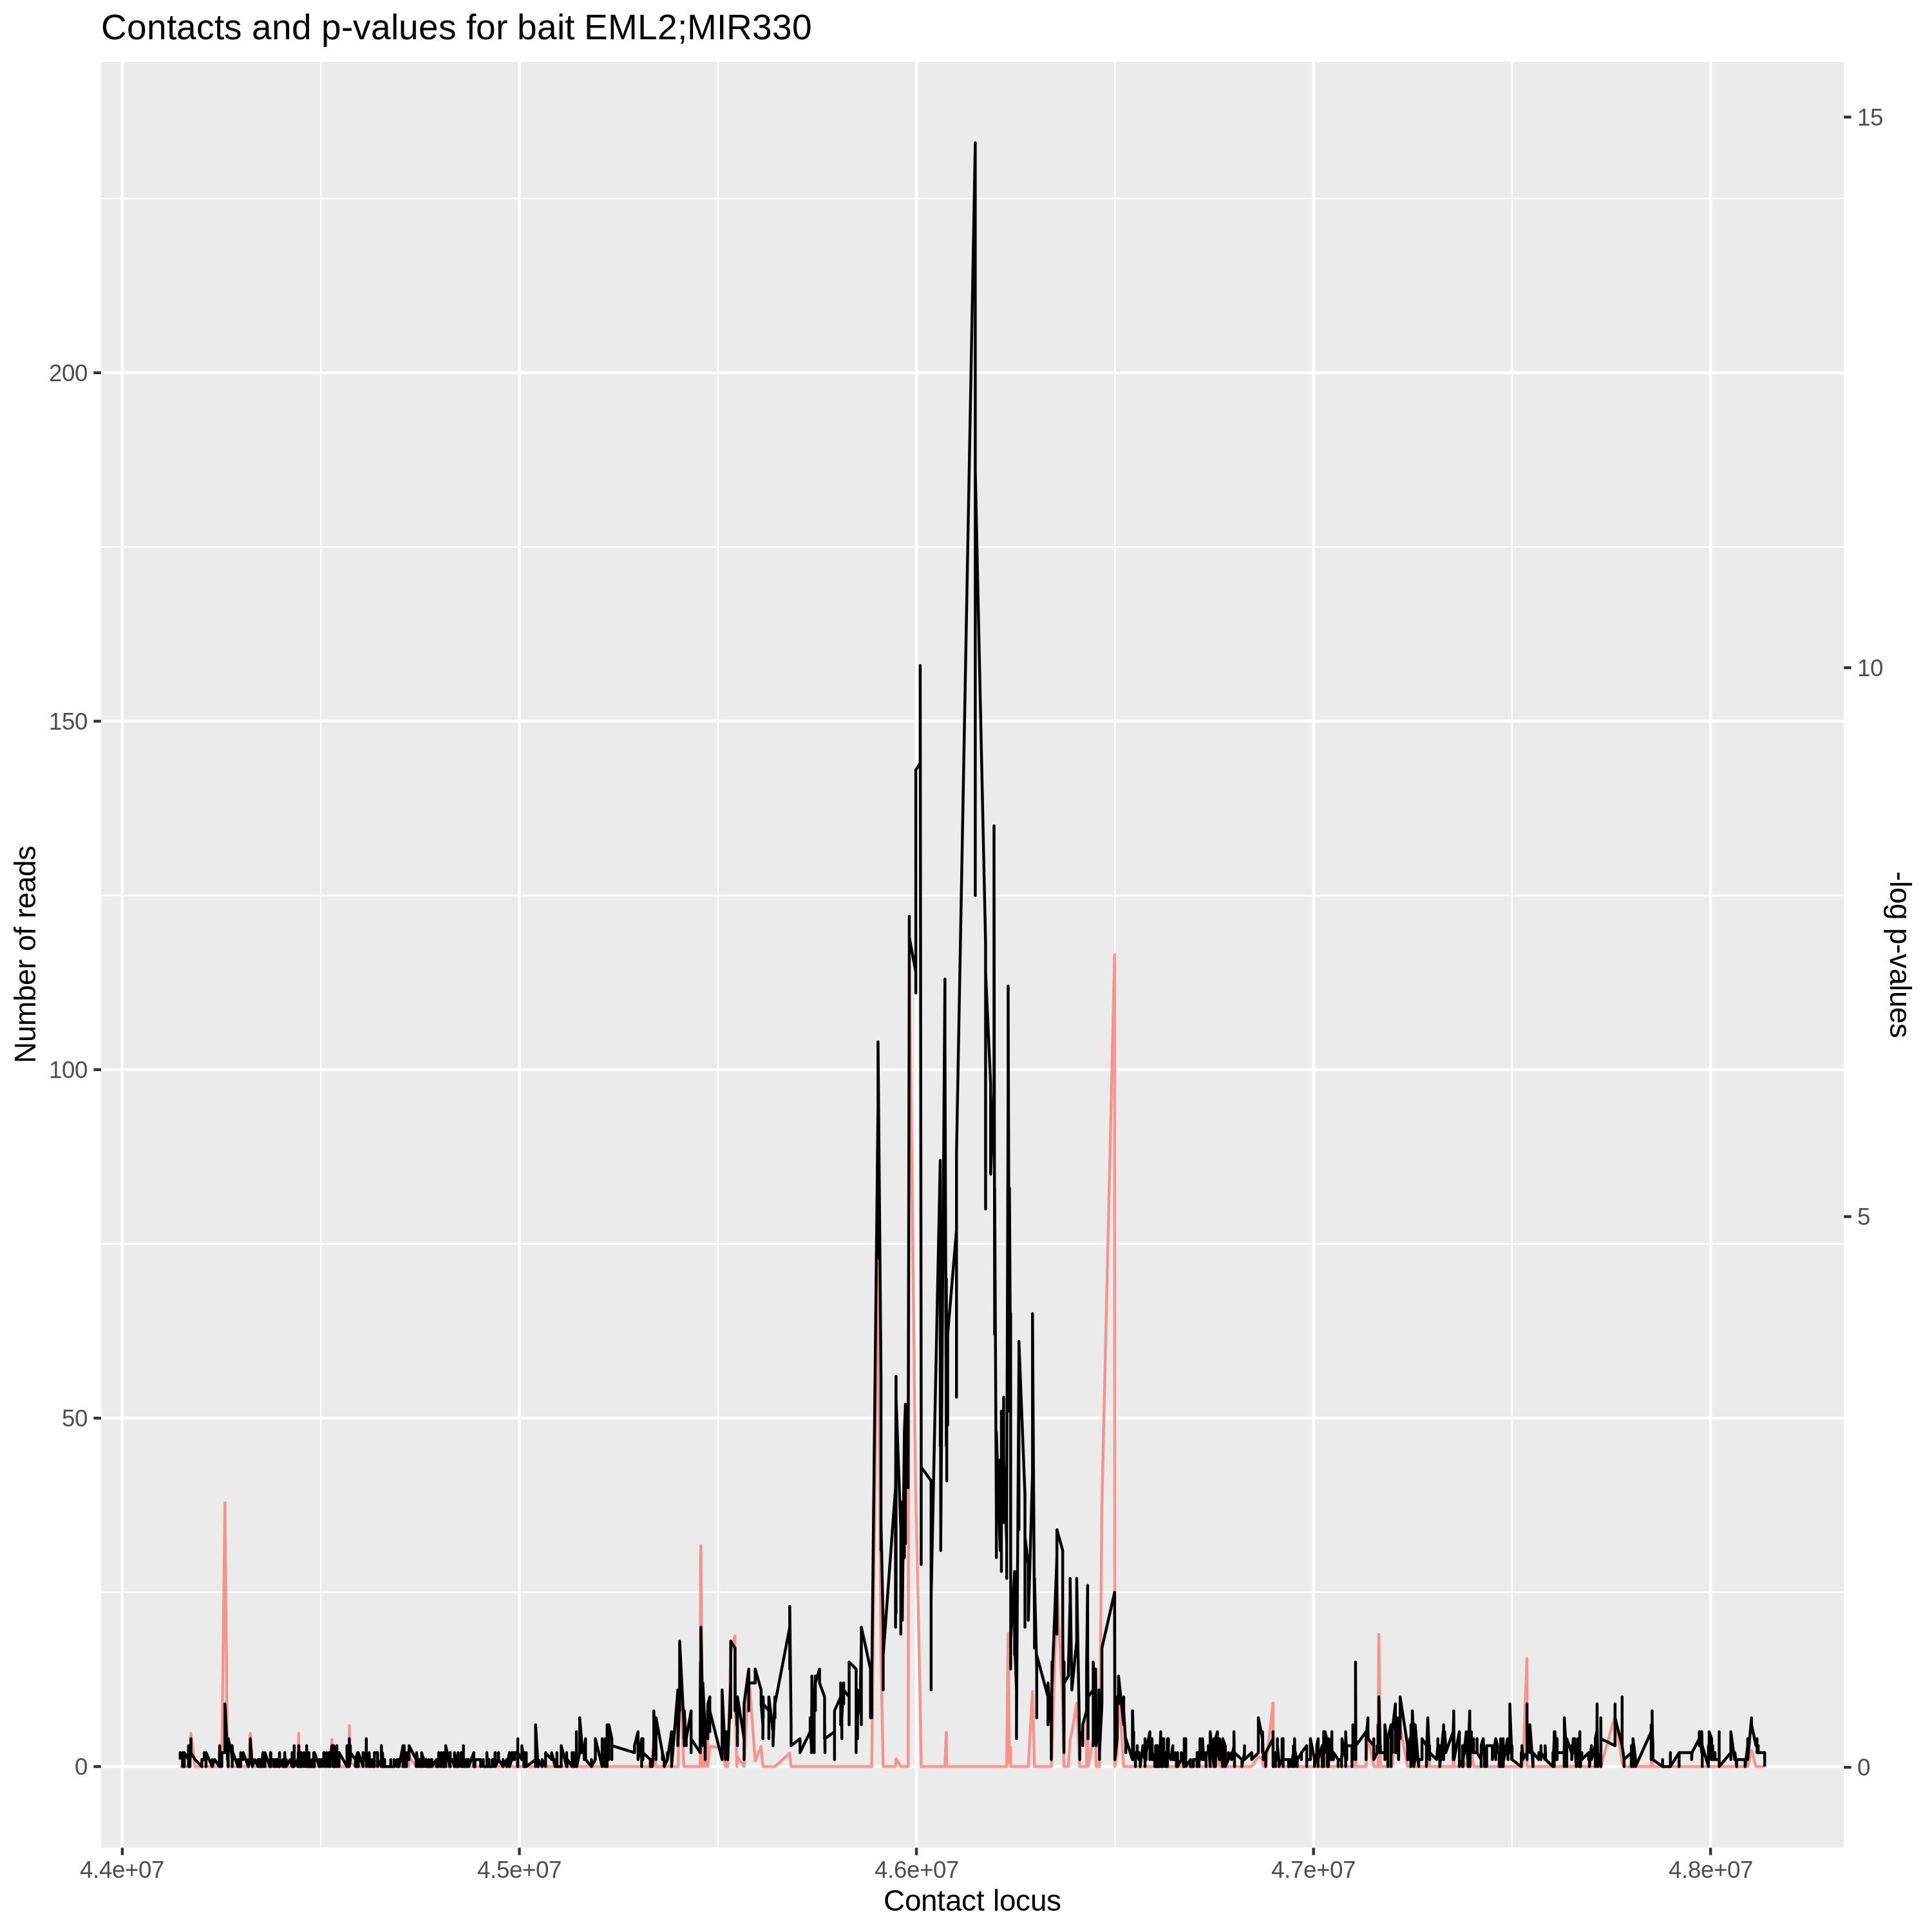 Contacts and p-values for bait EML2;MIR330
15
200
10
150
Number of reads
-log p-values
100
5
50
0
0
4.4e+07
4.5e+07
4.6e+07
4.7e+07
4.8e+07
Contact locus